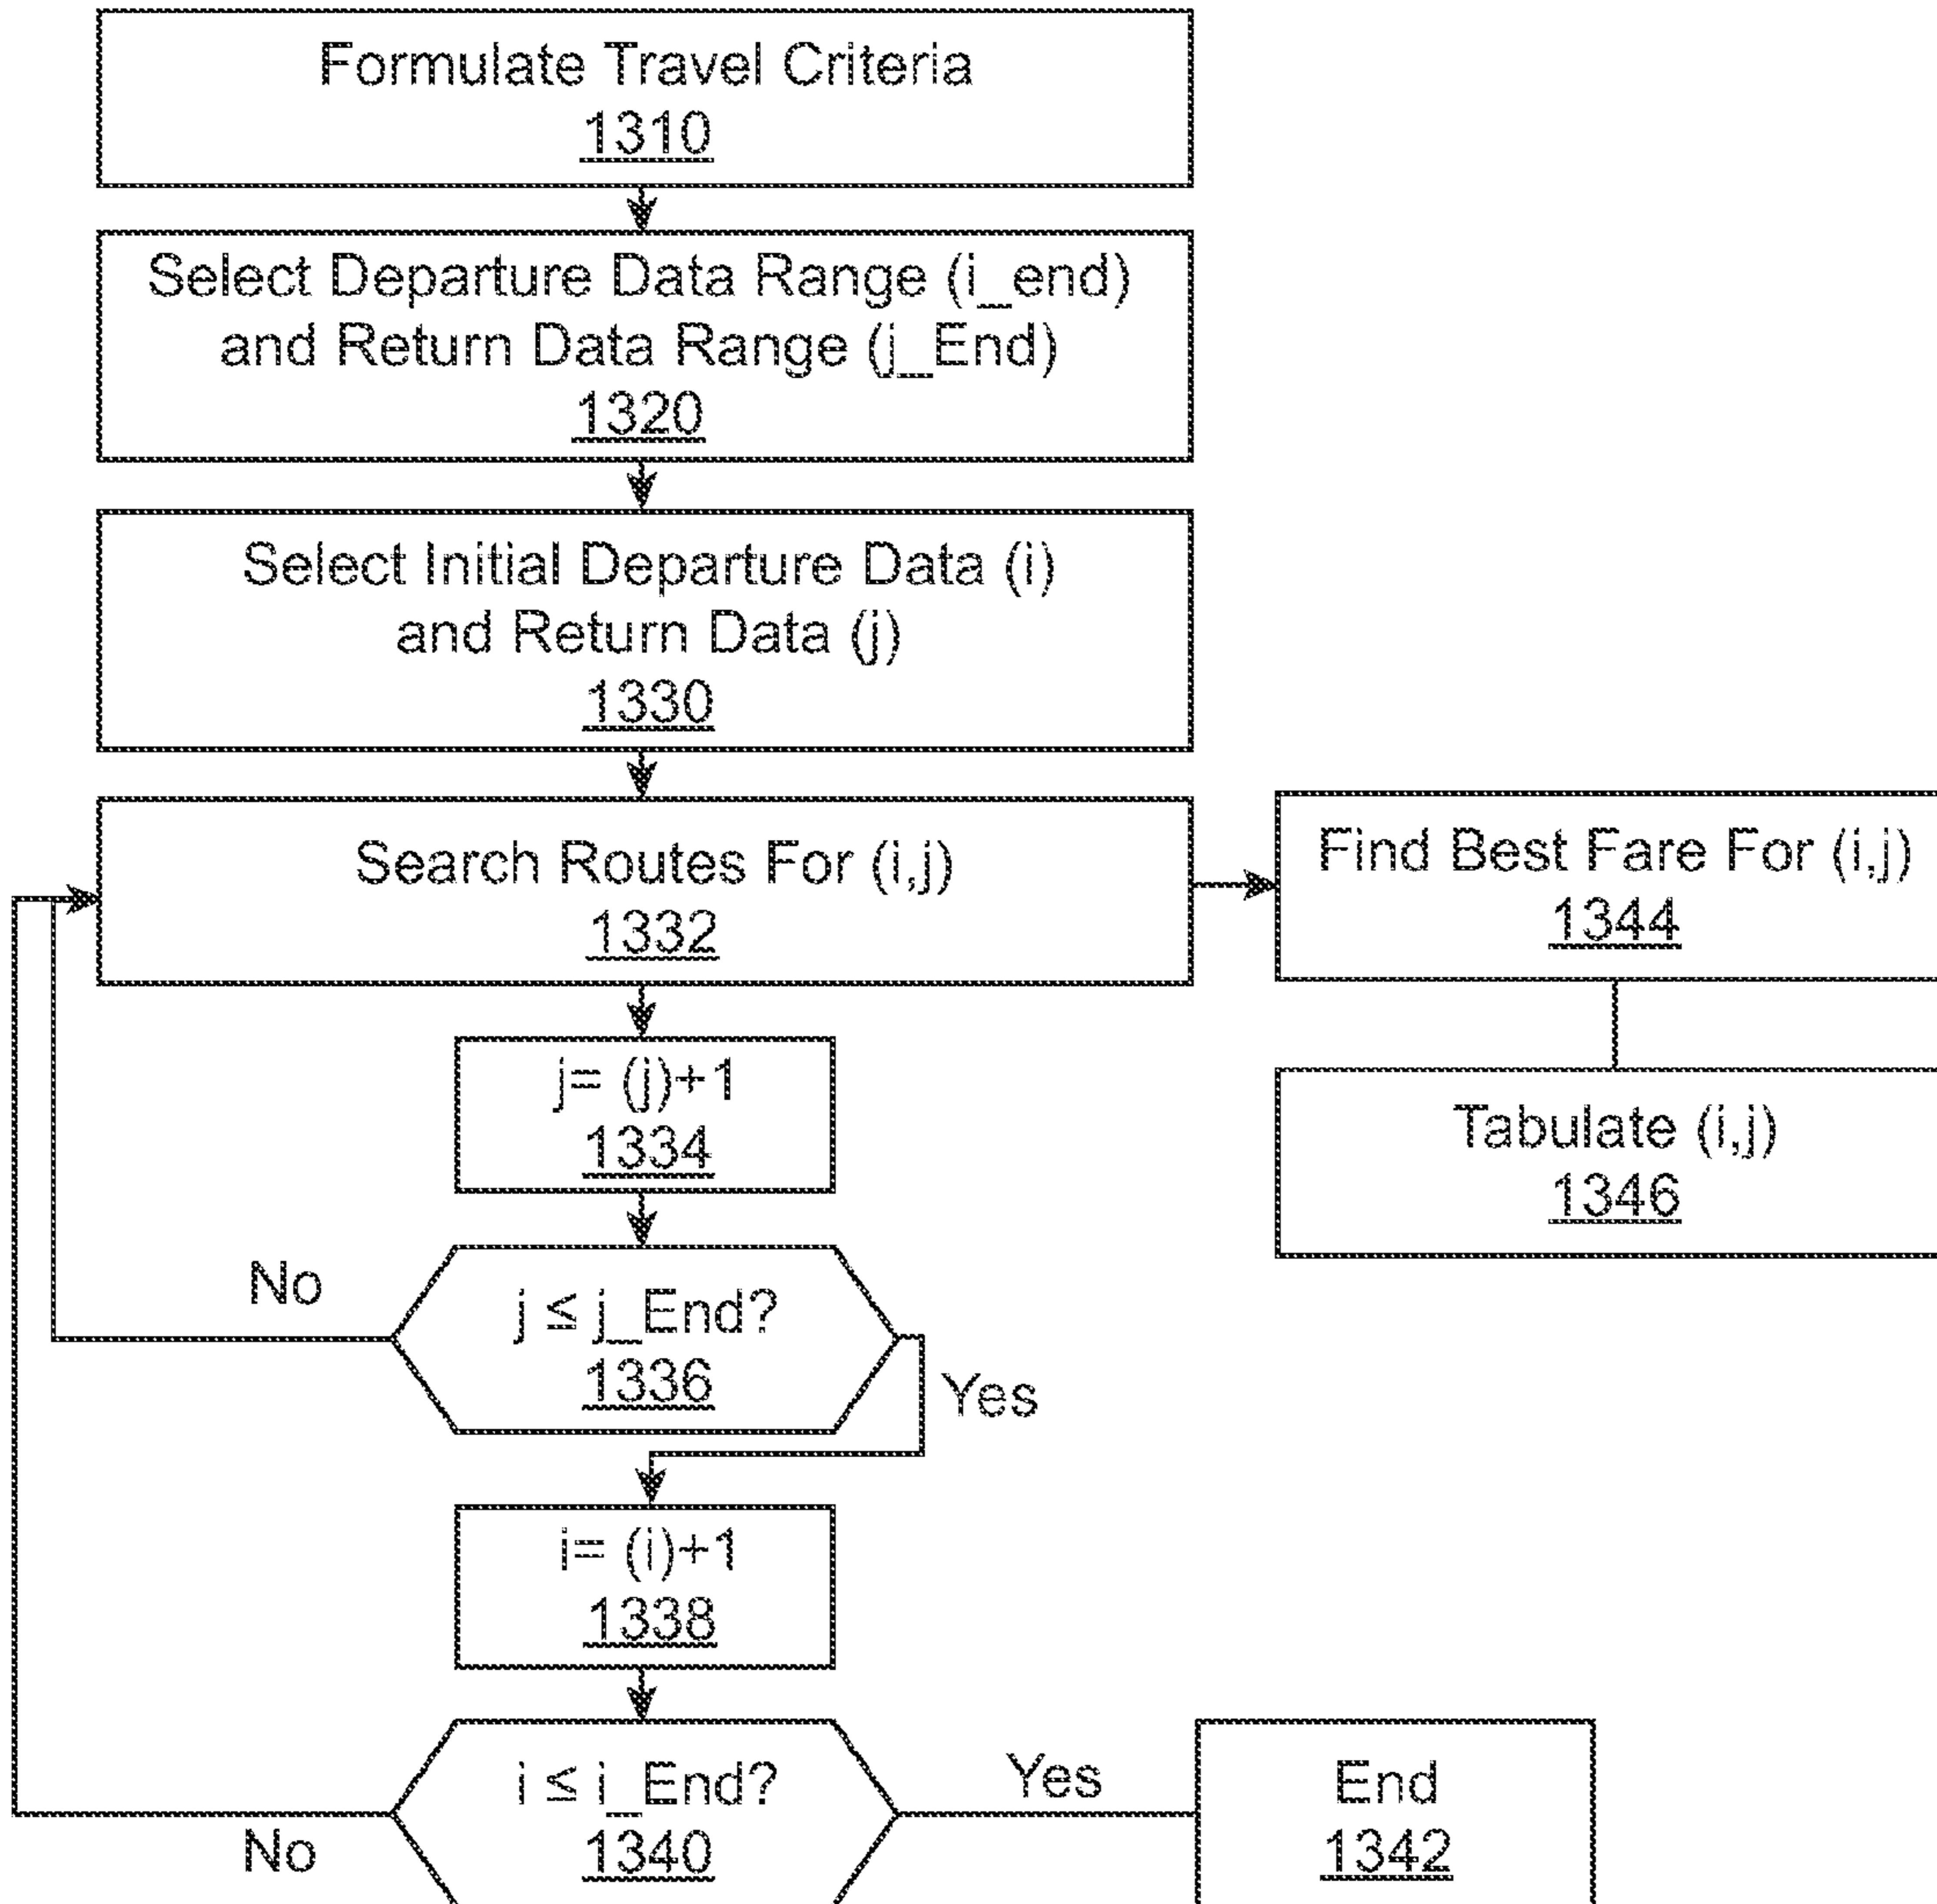 Formulate Travel Criteria
1310
Select Departure Data Range (i_end)
and Return Data Range (j_End)
1320
Select Initial Departure Data (i)
and Return Data (j)
1330
Search Routes For (i,j)
1332
Find Best Fare For (i,j)
1344
j= (j)+1
1334
Tabulate (i,j)
1346
No
j ≤ j_End?
1336
Yes
i= (i)+1
1338
i ≤ i_End?
1340
No
Yes
End
1342